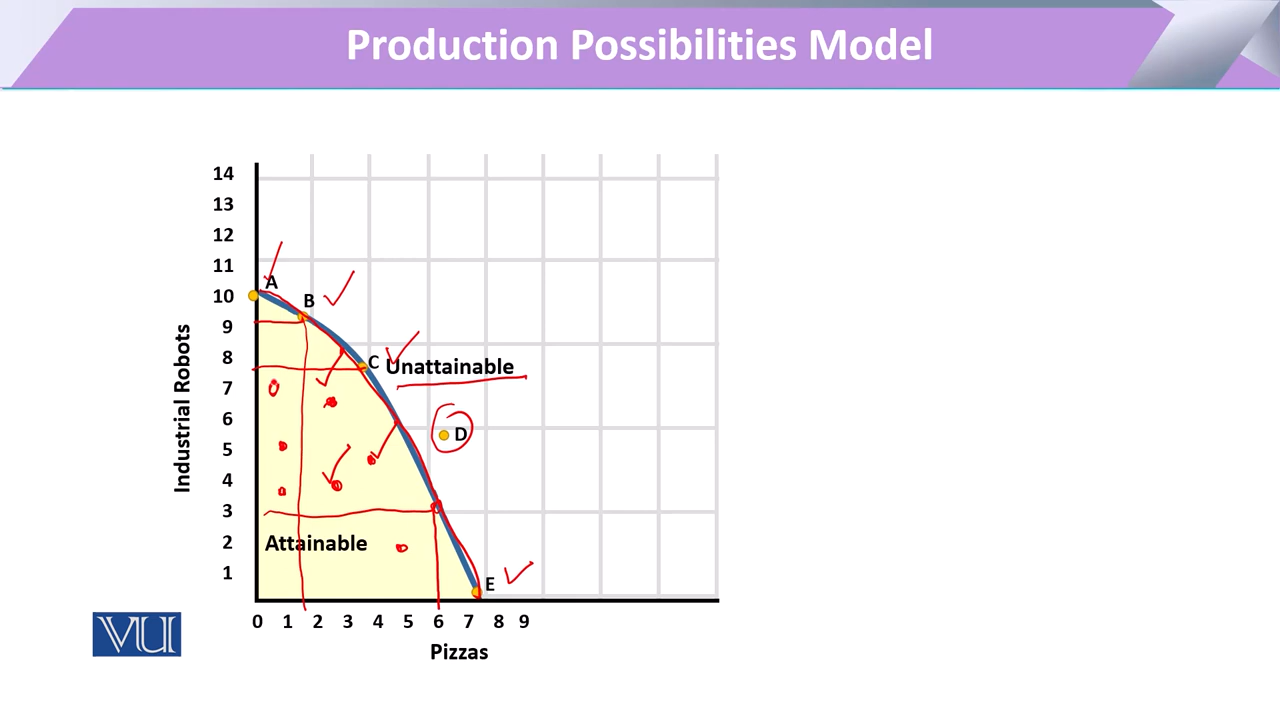 Production Possibilities Model
14
13
12
11
10
9
8
7
6
5
4
3
2
1
Industrial Robots
A
B
C
Unattainable
D
Attainable
E
0 1 2 3 4 5 6 7 8 9
Pizzas
VU